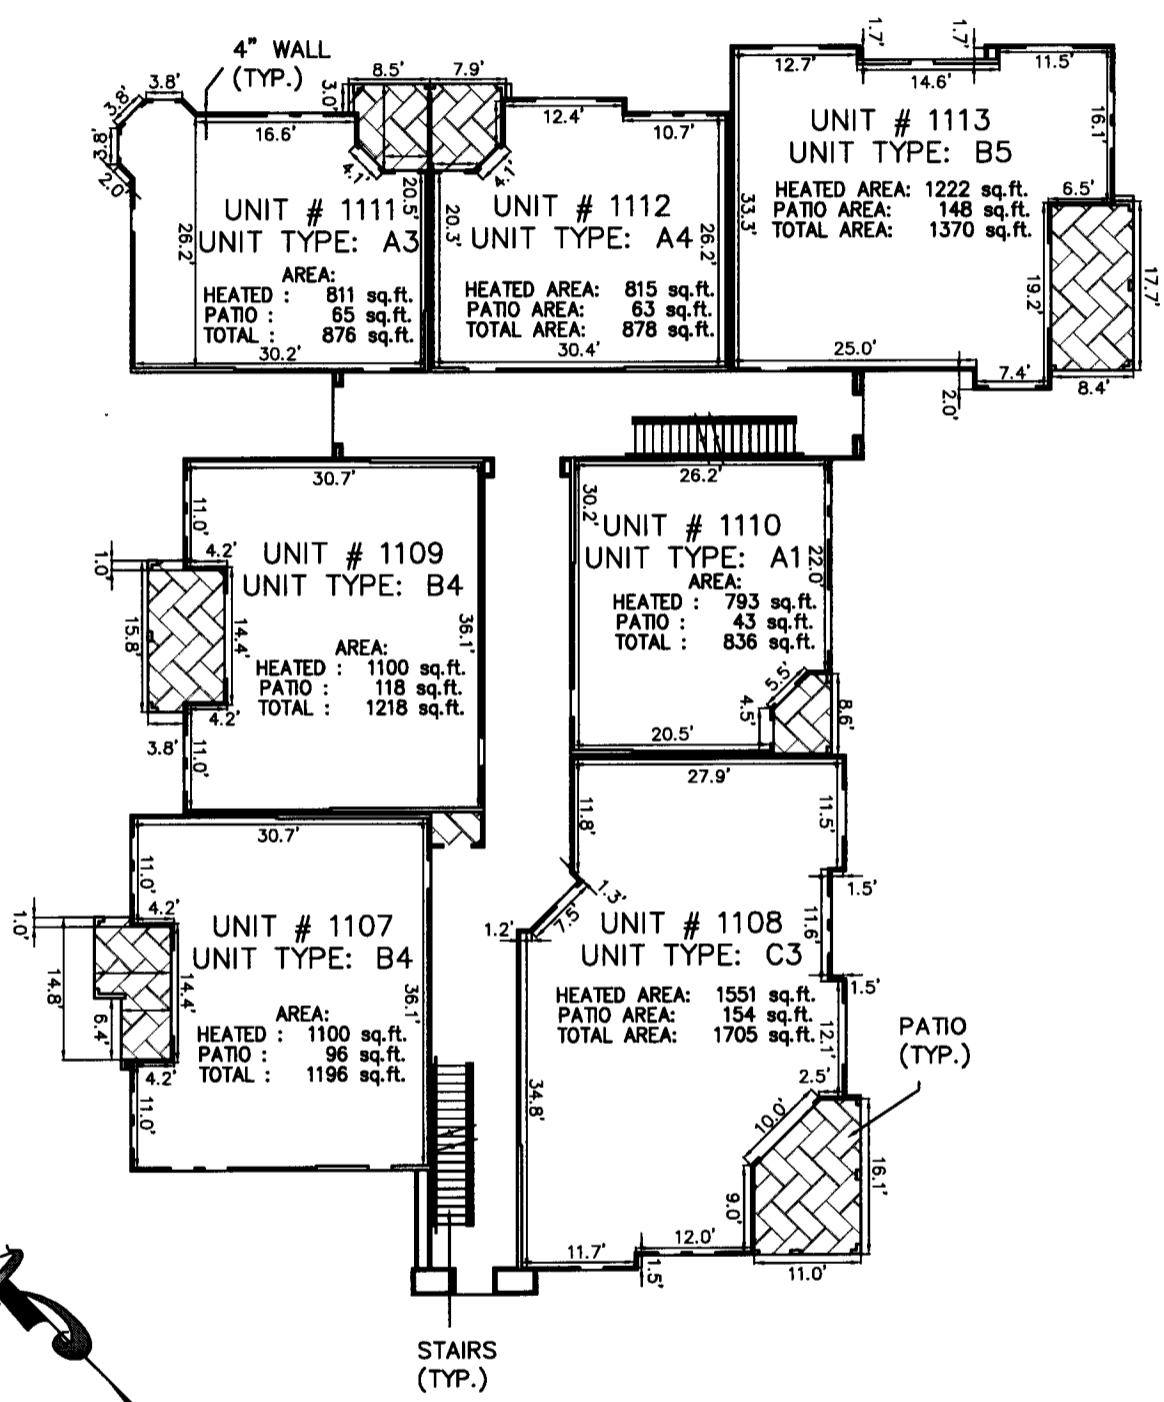 4" WALL
(TYP.)
3.8'
3.8'
3.8'
2.0'
16.6'
3.0'
8.5'
7.9'
4.1'
4.1'
12.4'
10.7'
26.2'
20.5'
20.3'
26.2'
UNIT # 1111
UNIT TYPE: A3
AREA:
HEATED : 811 sq.ft.
PATIO : 65 sq.ft.
TOTAL : 876 sq.ft.
30.2'
UNIT # 1112
UNIT TYPE: A4
HEATED AREA: 815 sq.ft.
PATIO AREA: 63 sq.ft.
TOTAL AREA: 878 sq.ft.
30.4'
1.7'
1.7'
12.7'
14.6'
11.5'
16.1'
UNIT # 1113
UNIT TYPE: B5
HEATED AREA: 1222 sq.ft.
PATIO AREA: 148 sq.ft.
TOTAL AREA: 1370 sq.ft.
33.3'
6.5'
19.2'
17.7'
25.0'
7.4'
8.4'
2.0'
30.7'
11.0'
4.2'
1.0'
UNIT # 1109
UNIT TYPE: B4
15.8'
14.4'
36.1'
AREA:
HEATED : 1100 sq.ft.
PATIO : 118 sq.ft.
TOTAL : 1218 sq.ft.
4.2'
3.8'
11.0'
26.2'
30.2'
UNIT # 1110
UNIT TYPE: A1
22.0'
AREA:
HEATED : 793 sq.ft.
PATIO : 43 sq.ft.
TOTAL : 836 sq.ft.
5.5'
4.5'
8.6'
20.5'
30.7'
11.0'
4.2'
1.0'
UNIT # 1107
UNIT TYPE: B4
14.8'
14.4'
6.4'
36.1'
AREA:
HEATED : 1100 sq.ft.
PATIO : 96 sq.ft.
TOTAL : 1196 sq.ft.
4.2'
11.0'
27.9'
11.8'
11.5'
1.3'
7.5'
1.2'
1.5'
11.6'
1.5'
UNIT # 1108
UNIT TYPE: C3
HEATED AREA: 1551 sq.ft.
PATIO AREA: 154 sq.ft.
TOTAL AREA: 1705 sq.ft.
12.1'
2.5'
10.0'
34.8'
9.0'
16.1'
12.0'
11.7'
1.5'
11.0'
PATIO
(TYP.)
STAIRS
(TYP.)